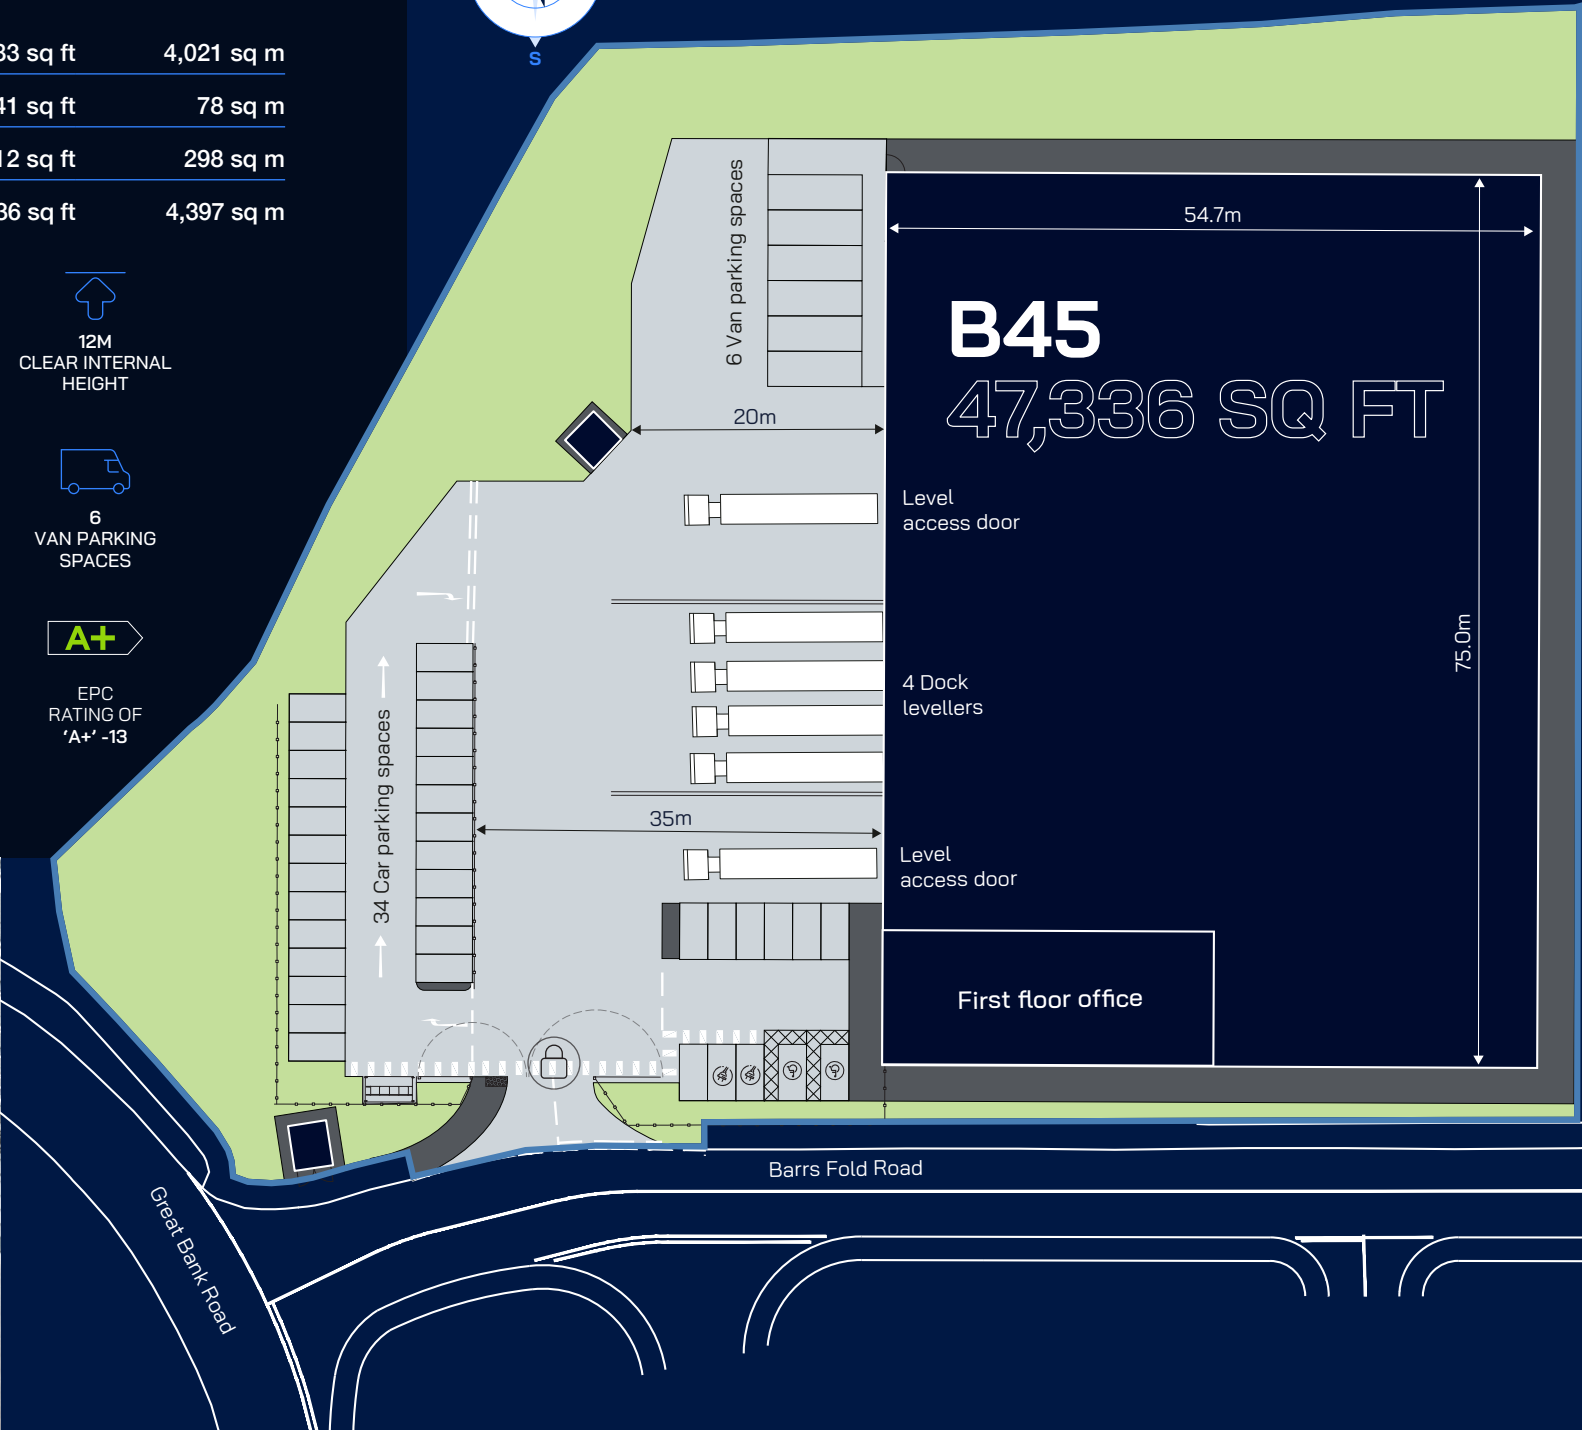 33 sq ft 4,021 sq m
41 sq ft 78 sq m
12 sq ft 298 sq m
36 sq ft 4,397 sq m
S
12M
CLEAR INTERNAL
HEIGHT
6
VAN PARKING
SPACES
A+
EPC
RATING OF
‘A+’ -13
6 Van parking spaces
54.7m
B45
47,336 SQ FT
20m
Level
access door
75.0m
4 Dock
levellers
34 Car parking spaces
35m
Level
access door
First floor office
Barrs Fold Road
Great Bank Road